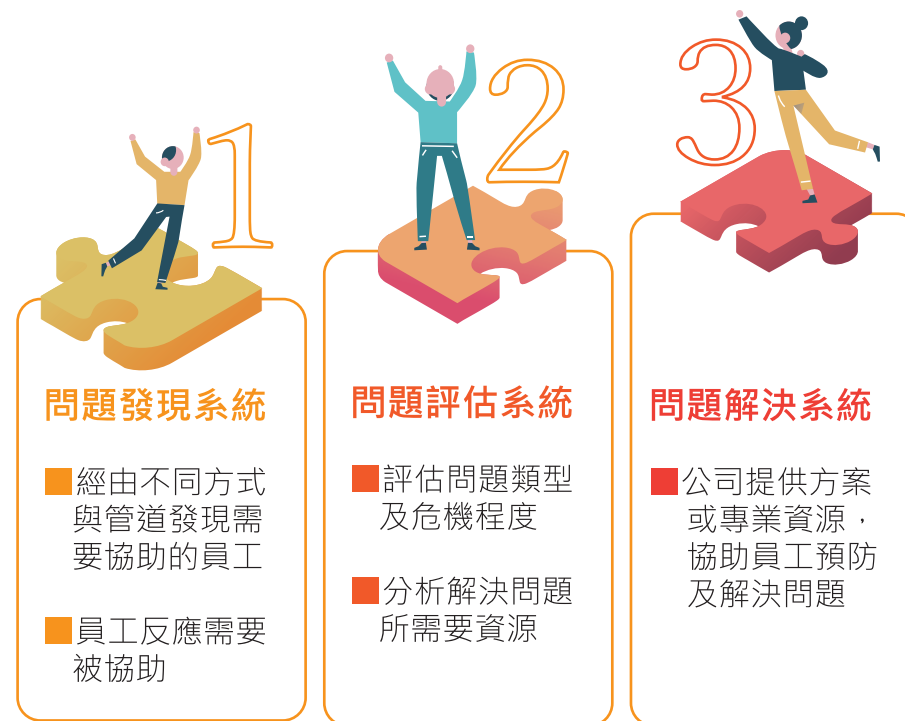 1
問題發現系統
經由不同方式
與管道發現需
要協助的員工
員工反應需要
被協助
2
問題評估系統
評估問題類型
及危機程度
分析解決問題
所需要資源
3
問題解決系統
公司提供方案
或專業資源，
協助員工預防
及解決問題